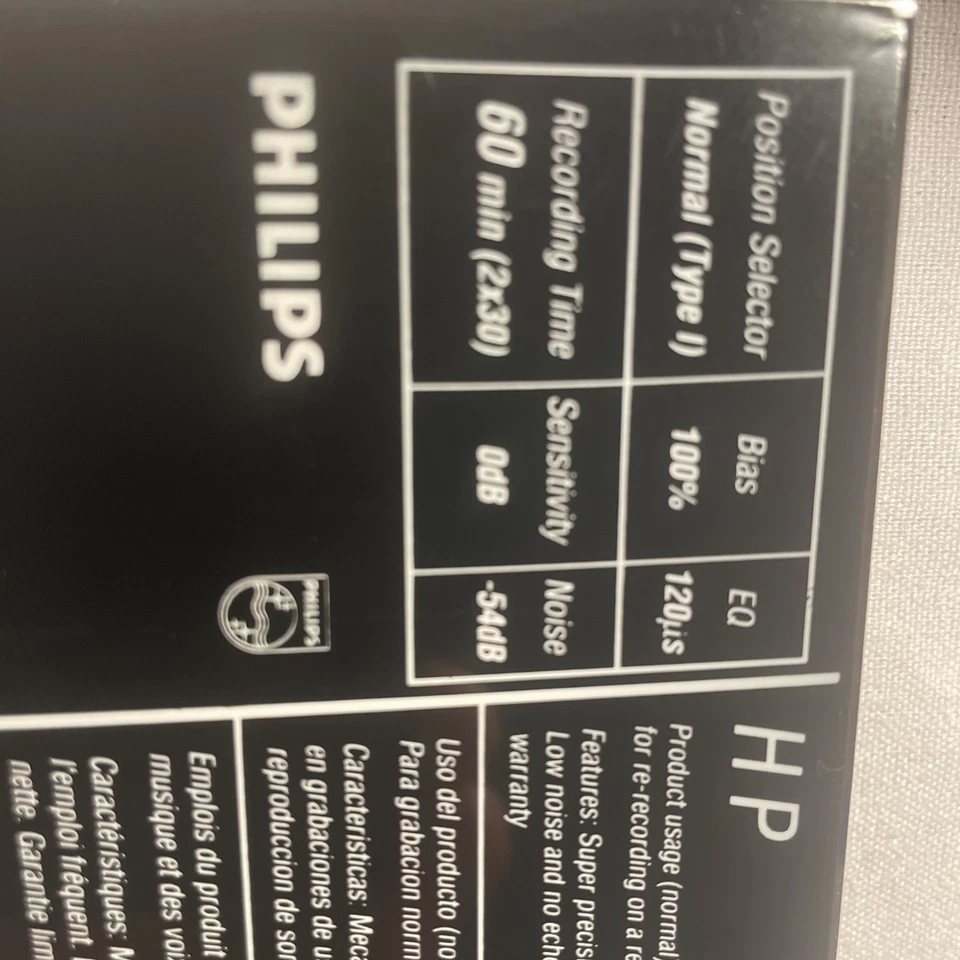 Position Selector
Normal (Type I)
Bias
100%
EQ
120µs
Recording Time
60 min (2x30)
Sensitivity
0dB
Noise
-54dB
PHILIPS
PHILIPS
HP
Product usage (normal)
for re-recording on a re
Features: Super precis
Low noise and no echo
warranty
Uso del producto (no
Para grabacion norm
Caracteristicas: Meca
en grabaciones de u
reproduccion de son
Emplois du produit
musique et des voi
Caractéristiques: M
l'emploi fréquent.
nette. Garantie lim